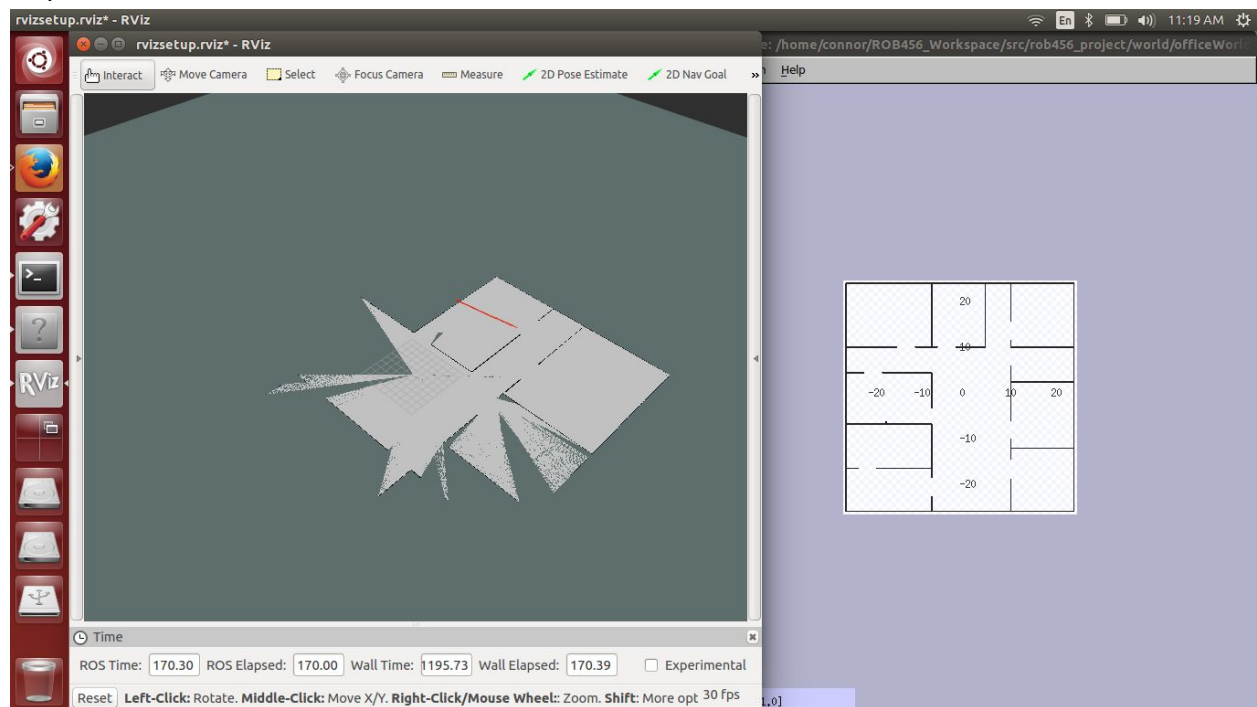 rvizsetup.rviz* - RViz
En
11:19 AM
rvizsetup.rviz* - RViz
e: /home/connor/ROB456_Workspace/src/rob456_project/world/officeWorl
Interact Move Camera Select Focus Camera Measure 2D Pose Estimate 2D Nav Goal »
Help
20
10
-20 -10 0 10 20
-10
-20
>_
?
RViz
Time
ROS Time: 170.30 ROS Elapsed: 170.00 Wall Time: 1195.73 Wall Elapsed: 170.39 Experimental
Reset Left-Click: Rotate. Middle-Click: Move X/Y. Right-Click/Mouse Wheel:: Zoom. Shift: More opt 30 fps
1.0]